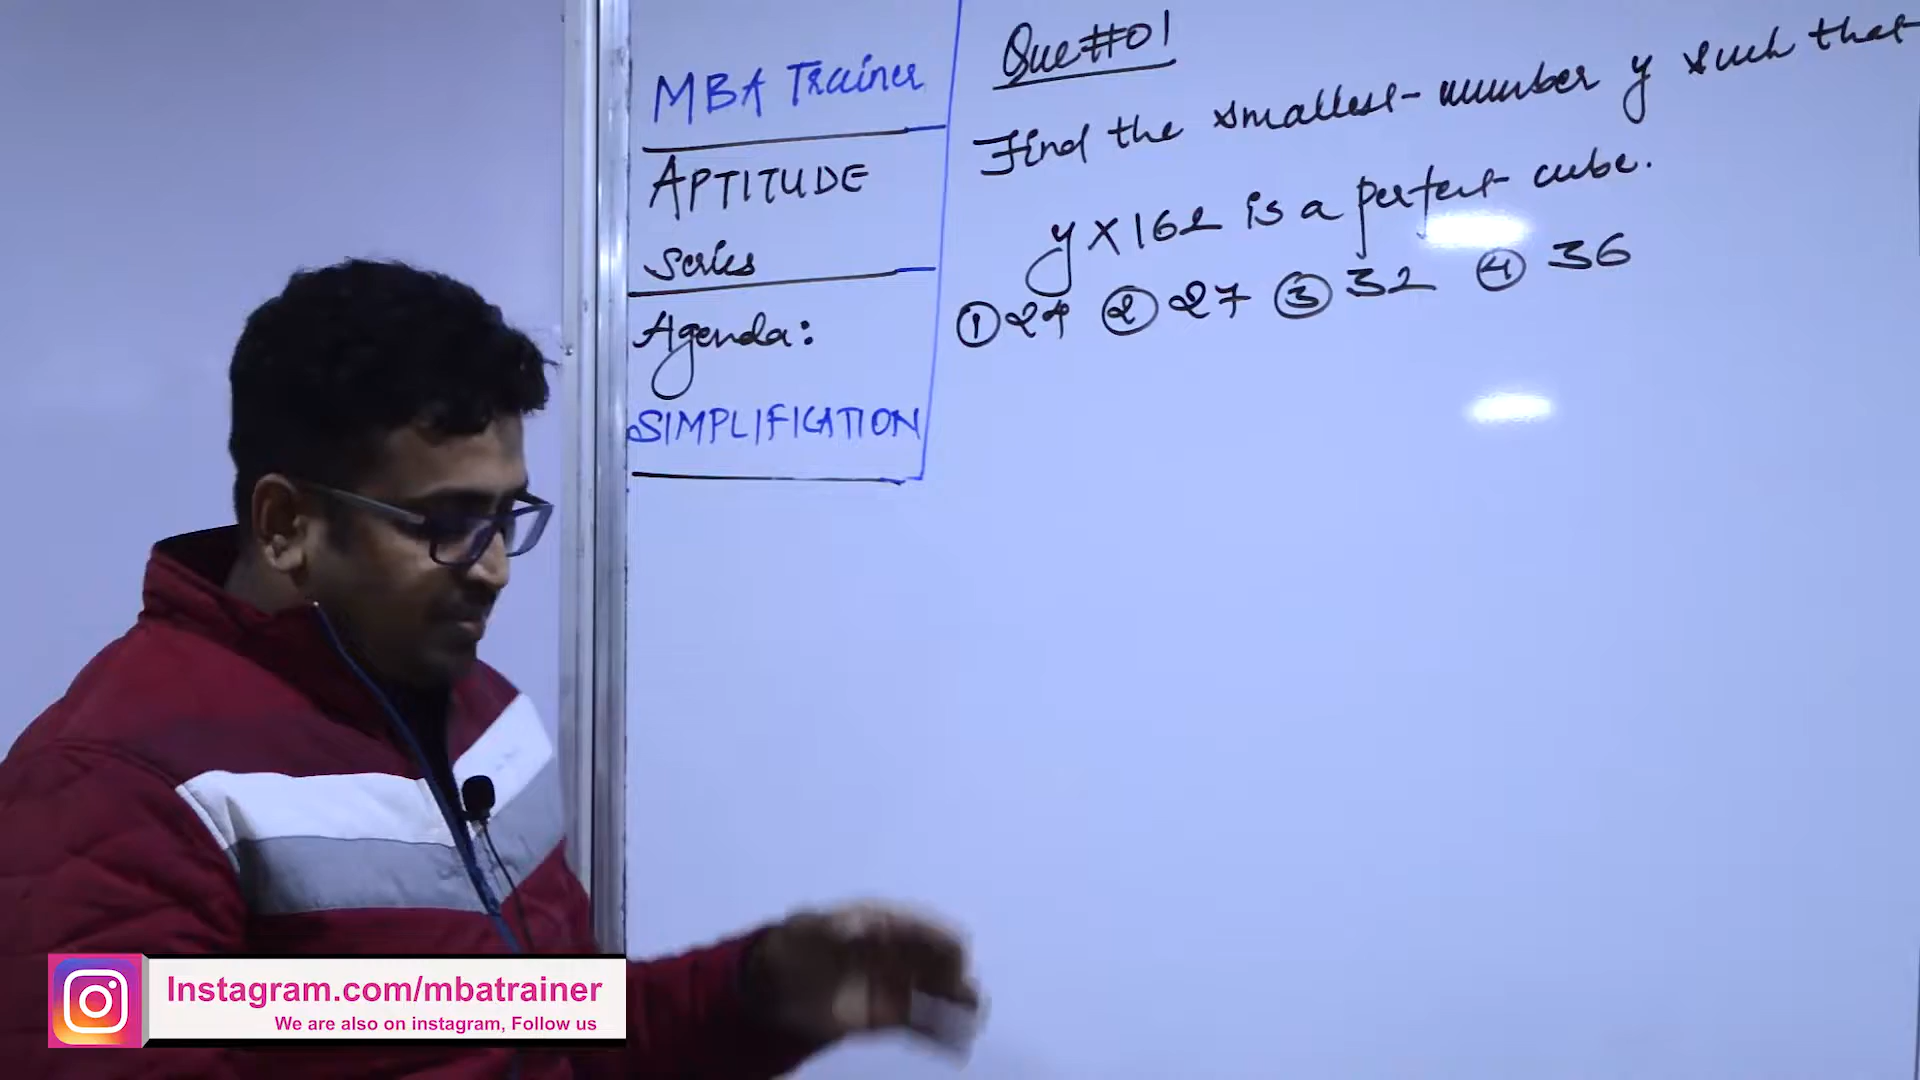 MBA Trainer
APTITUDE
Series
Agenda:
SIMPLIFICATION
Que#01
Find the smallest number y such that
y × 162 is a perfect cube.
① 24 ② 27 ③ 32 ④ 36
Instagram.com/mbatrainer
We are also on instagram, Follow us